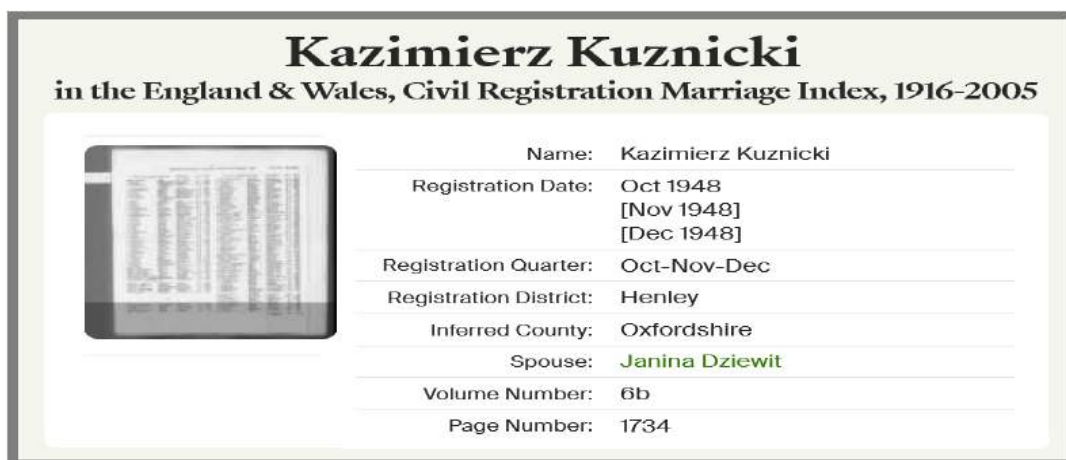 Kazimierz Kuznicki
in the England & Wales, Civil Registration Marriage Index, 1916-2005
Name: Kazimierz Kuznicki
Registration Date: Oct 1948
[Nov 1948]
[Dec 1948]
Registration Quarter: Oct-Nov-Dec
Registration District: Henley
Inferred County: Oxfordshire
Spouse: Janina Dziewit
Volume Number: 6b
Page Number: 1734